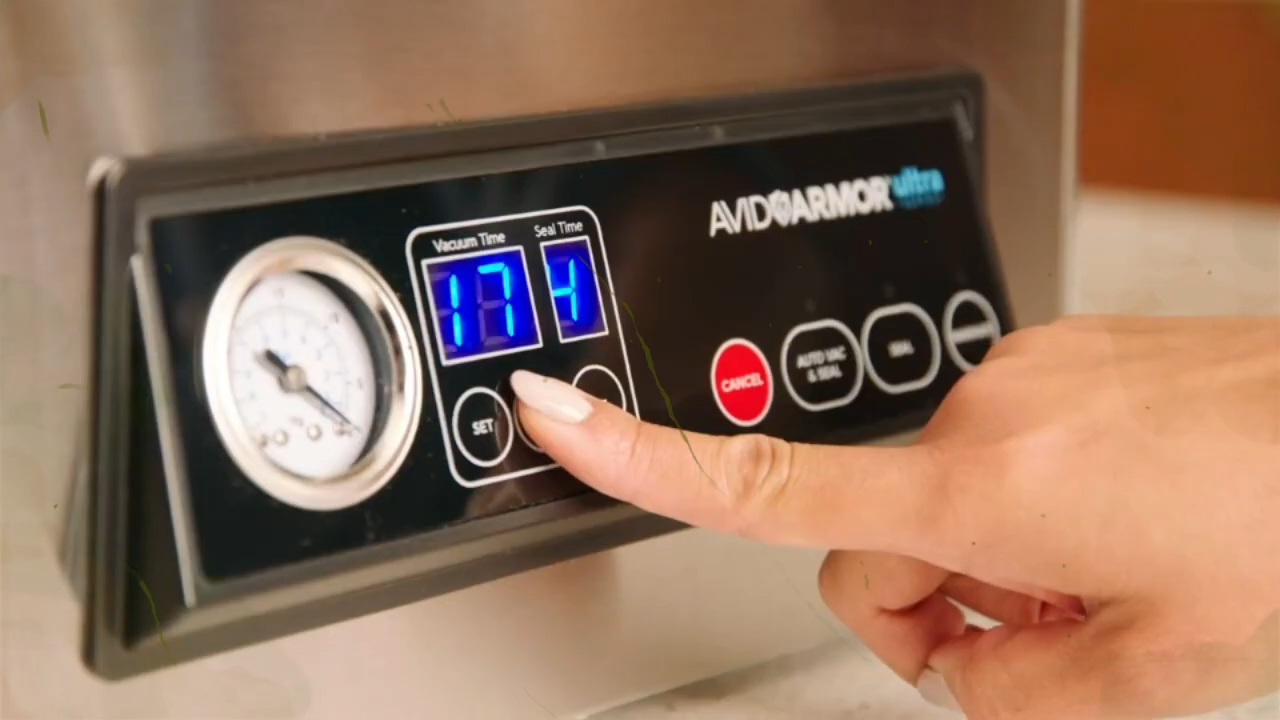 AVID ARMOR ultra
Vacuum Time
Seal Time
17
4
SET
CANCEL
AUTO VAC
& SEAL
SEAL